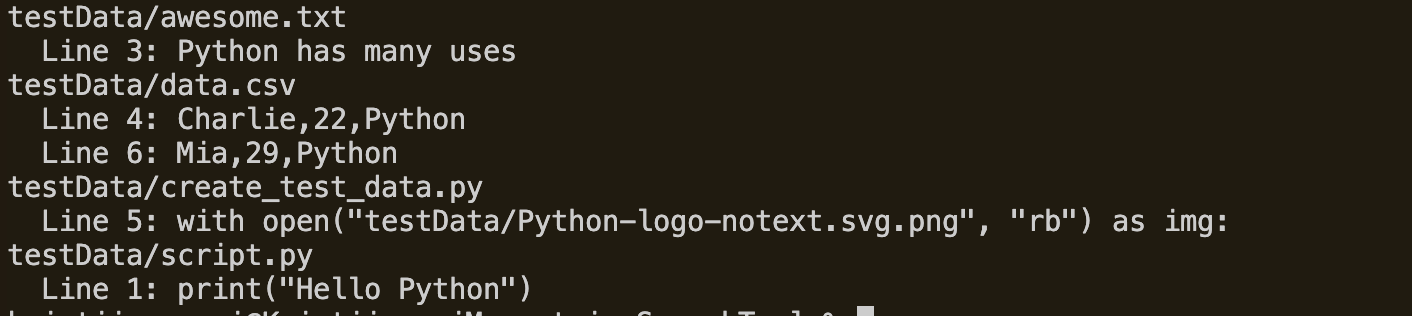 testData/awesome.txt
  Line 3: Python has many uses
testData/data.csv
  Line 4: Charlie,22,Python
  Line 6: Mia,29,Python
testData/create_test_data.py
  Line 5: with open("testData/Python-logo-notext.svg.png", "rb") as img:
testData/script.py
  Line 1: print("Hello Python")